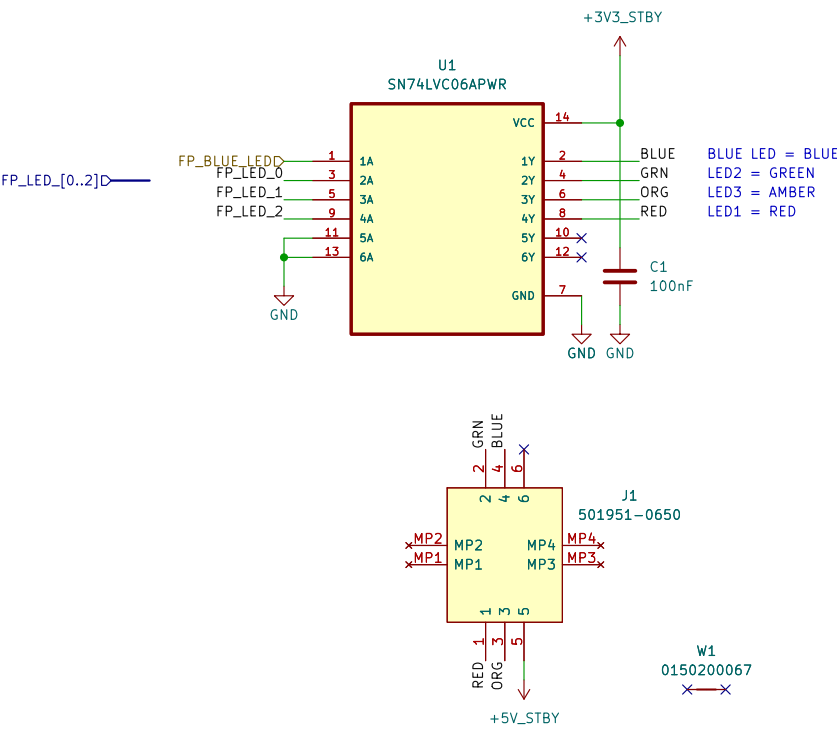 +3V3_STBY
U1
SN74LVC06APWR
VCC 14
FP_BLUE_LED 1 1A 1Y 2 BLUE BLUE LED = BLUE
FP_LED_[0..2] FP_LED_0 3 2A 2Y 4 GRN LED2 = GREEN
FP_LED_1 5 3A 3Y 6 ORG LED3 = AMBER
FP_LED_2 9 4A 4Y 8 RED LED1 = RED
11 5A 5Y 10
13 6A 6Y 12
C1
100nF
GND 7
GND
GND GND
GRN BLUE
2 4 6
2 4 6
J1
501951-0650
MP2 MP2 MP4 MP4
MP1 MP1 MP3 MP3
1 3 5
1 3 5
RED ORG
+5V_STBY
W1
0150200067